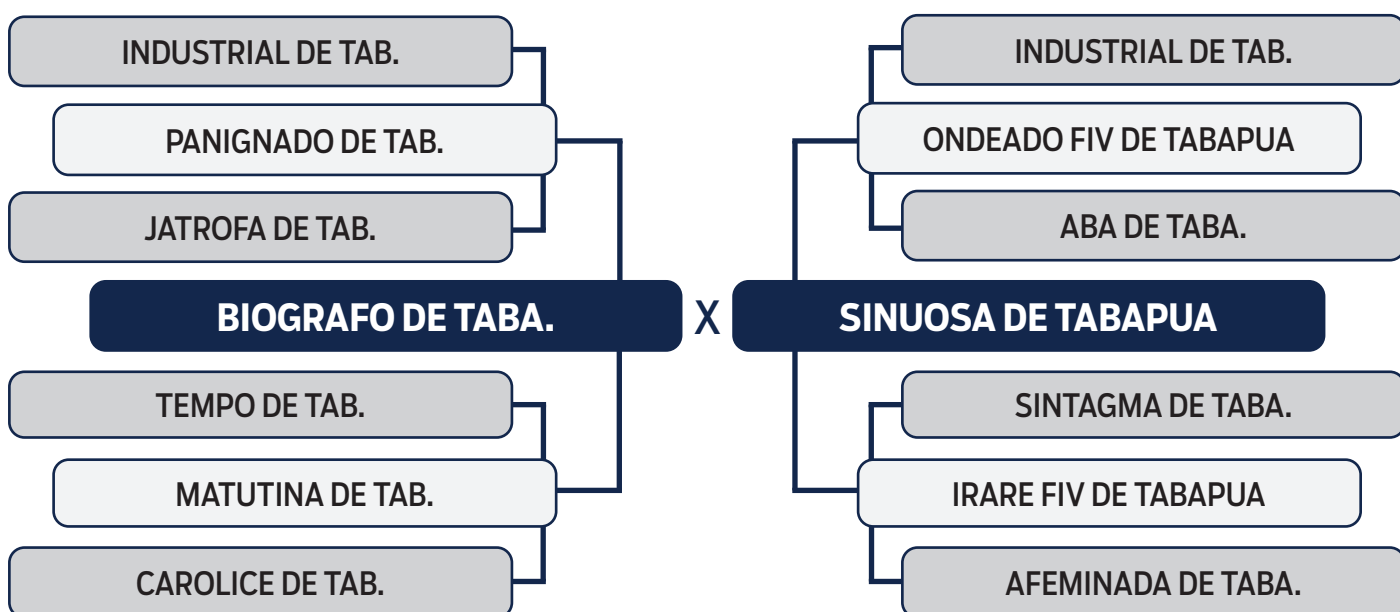 INDUSTRIAL DE TAB.
PANIGNADO DE TAB.
JATROFA DE TAB.
BIOGRAFO DE TABA.
TEMPO DE TAB.
MATUTINA DE TAB.
CAROLICE DE TAB.
X
INDUSTRIAL DE TAB.
ONDEADO FIV DE TABAPUA
ABA DE TABA.
SINUOSA DE TABAPUA
SINTAGMA DE TABA.
IRARE FIV DE TABAPUA
AFEMINADA DE TABA.